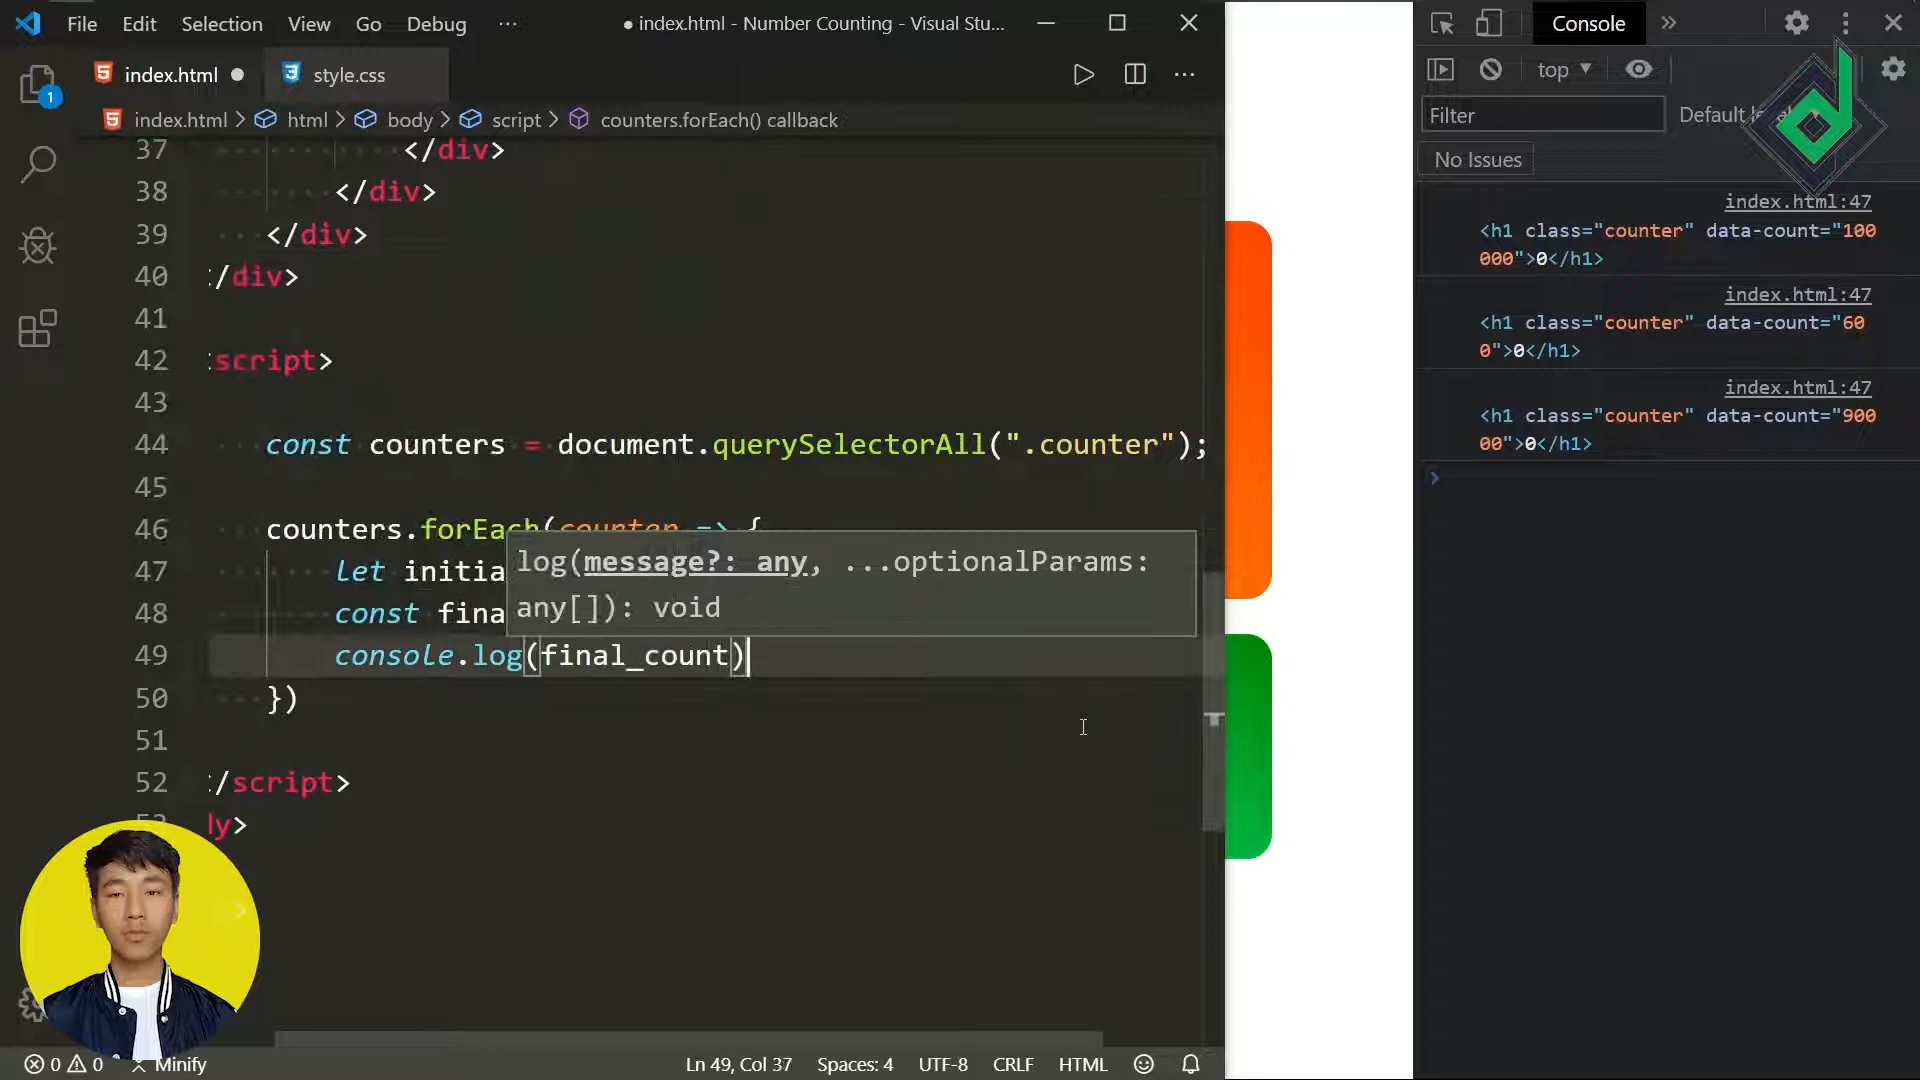 File Edit Selection View Go Debug ···
● index.html - Number Counting - Visual Stu...
index.html ●
style.css
index.html > html > body > script > counters.forEach() callback
1
37 </div>
38 </div>
39 </div>
40 /div>
41
42 script>
43
44 const counters = document.querySelectorAll(".counter");
45
46 counters.forEach(counter => {
47 let initia
48 const fina
log(message?: any, ...optionalParams:
any[]): void
49 console.log(final_count)
50 })
51
52 /script>
53 ly>
>
0 0 Minify
Ln 49, Col 37 Spaces: 4 UTF-8 CRLF HTML
Console »
top ▼
Filter
Default
No Issues
index.html:47
<h1 class="counter" data-count="100
000">0</h1>
index.html:47
<h1 class="counter" data-count="60
0">0</h1>
index.html:47
<h1 class="counter" data-count="900
00">0</h1>